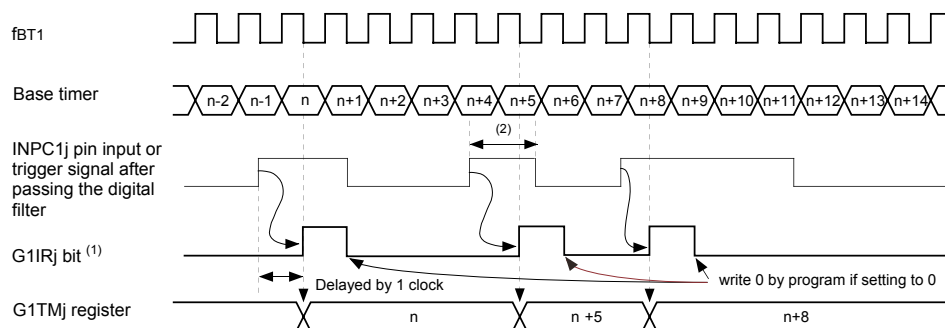 fBT1
Base timer
n-2 n-1 n n+1 n+2 n+3 n+4 n+5 n+6 n+7 n+8 n+9 n+10 n+11 n+12 n+13 n+14
(2)
INPC1j pin input or
trigger signal after
passing the digital
filter
G1IRj bit (1)
Delayed by 1 clock
write 0 by program if setting to 0
G1TMj register
n n +5 n+8